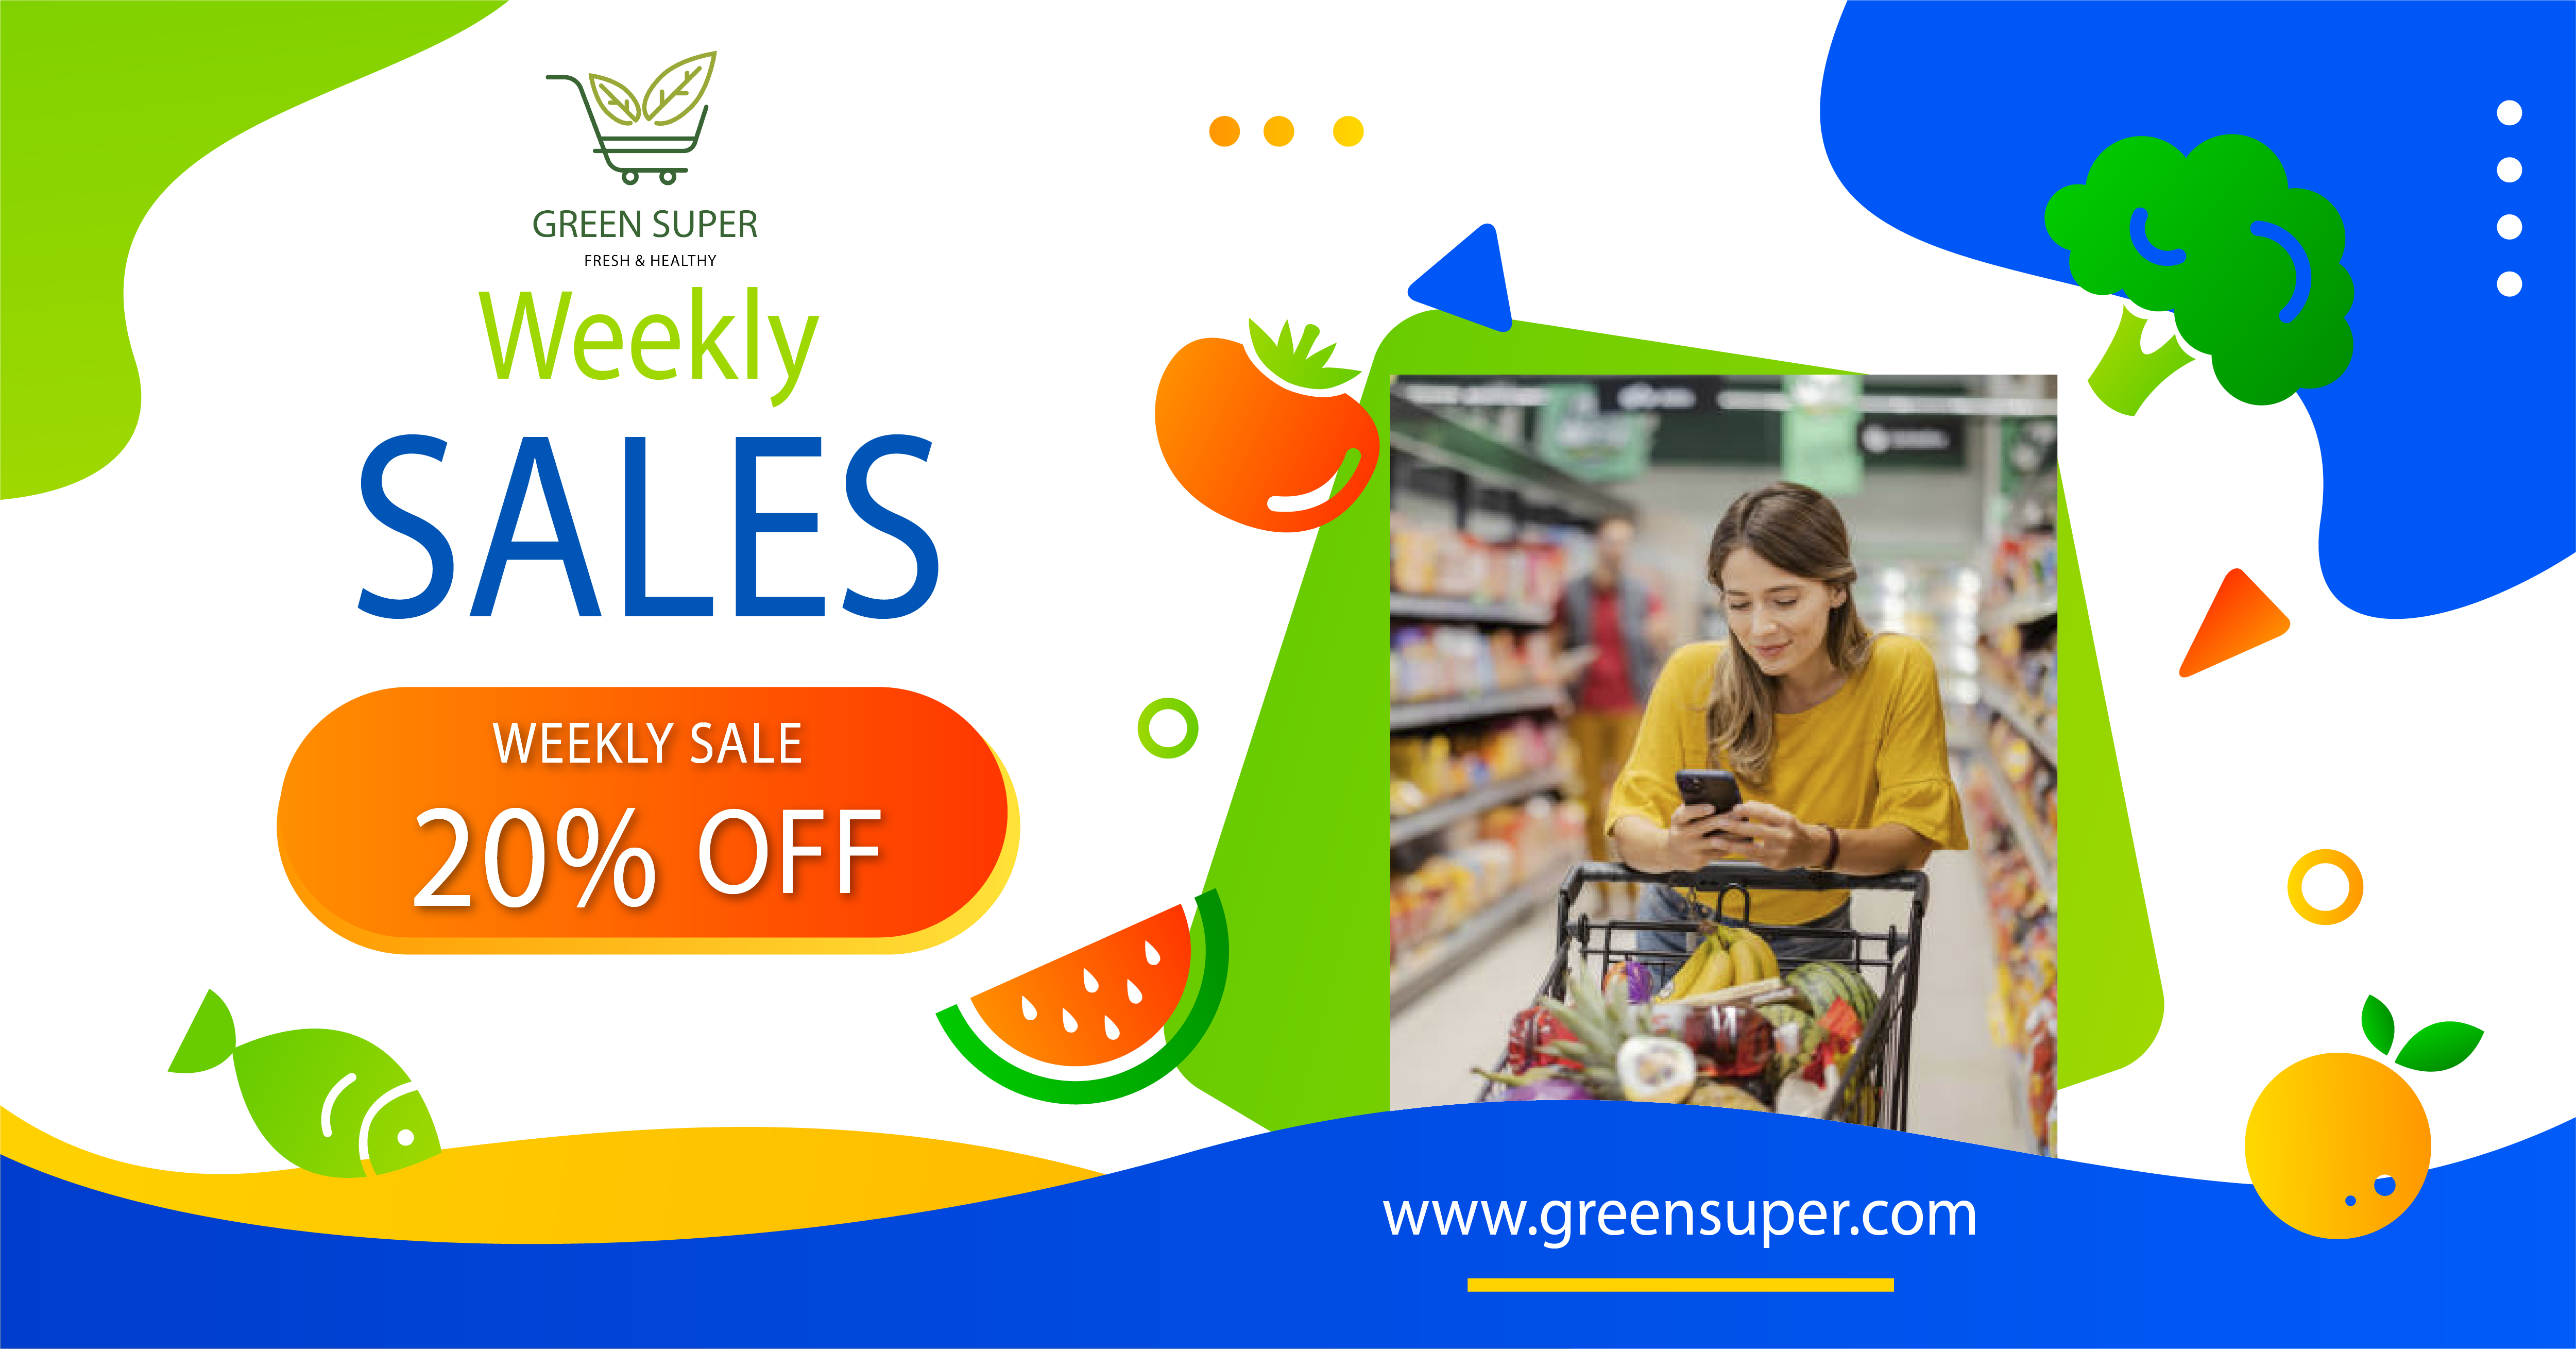 GREEN SUPER
FRESH & HEALTHY
Weekly
SALES
WEEKLY SALE
20% OFF
www.greensuper.com